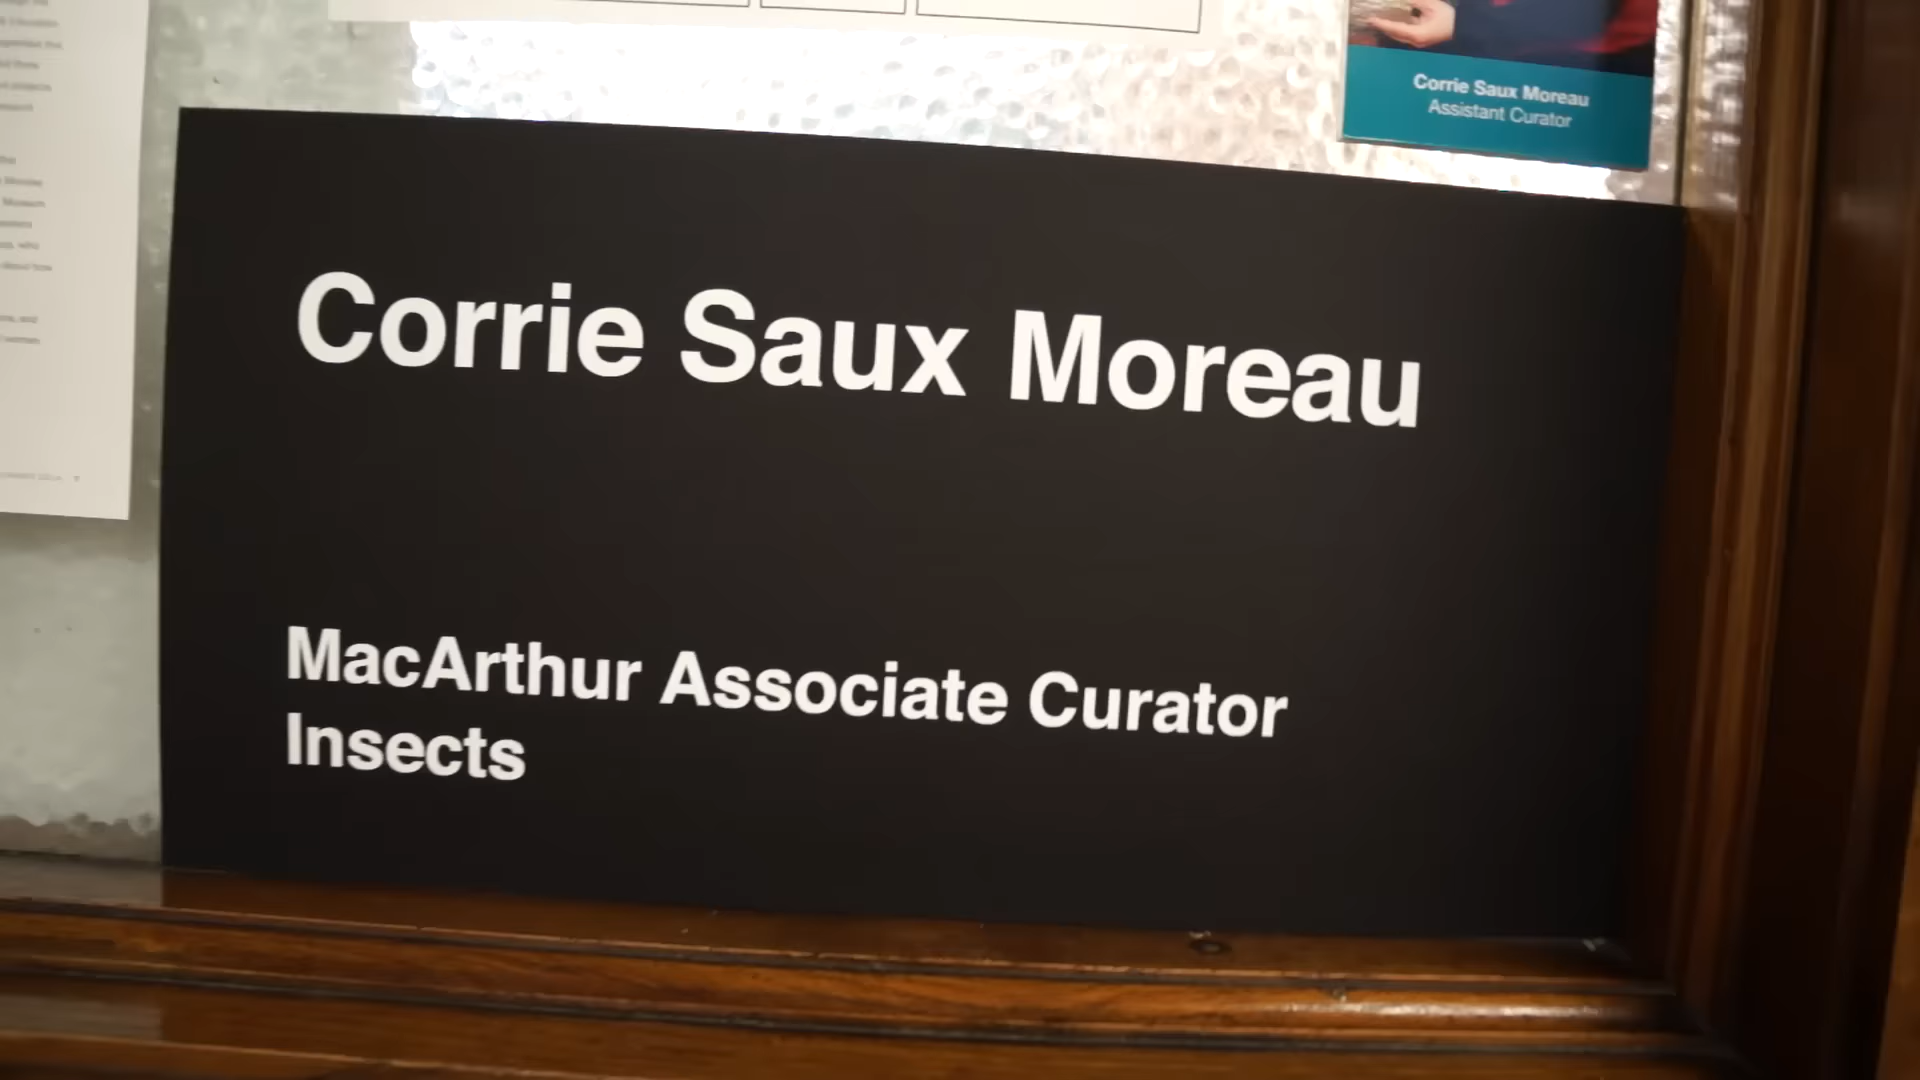 Corrie Saux Moreau
Assistant Curator
Corrie Saux Moreau
MacArthur Associate Curator
Insects